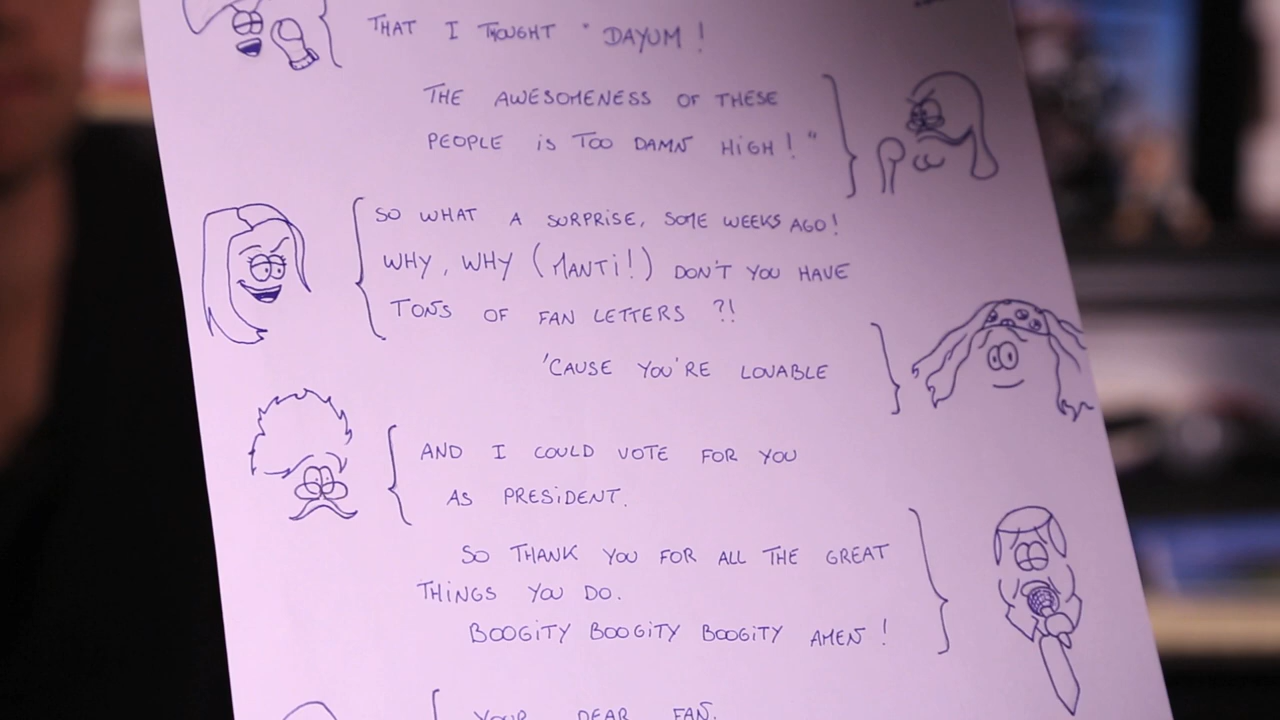 THAT I THOUGHT "DAYUM!
THE AWESOMENESS OF THESE
PEOPLE iS TOO DAMN HiGH!"
SO WHAT A SURPRiSE, SOME WEEKS AGO!
WHY, WHY (MANTi!) DON'T YOU HAVE
TONS OF FAN LETTERS ?!
'CAUSE YOU'RE LOVABLE
AND I COULD VOTE FOR YOU
AS PRESiDENT.
SO THANK YOU FOR ALL THE GREAT
THiNGS YOU DO.
BOOGiTY BOOGiTY BOOGiTY AMEN!
YOUR DEAR FAN.